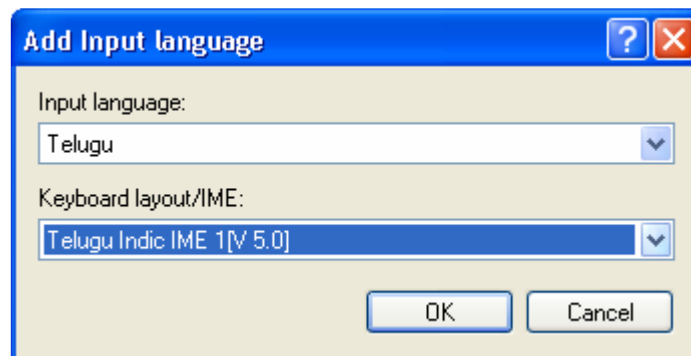 Add Input language
Input language:
Telugu
Keyboard layout/IME:
Telugu Indic IME 1[V 5.0]
OK Cancel